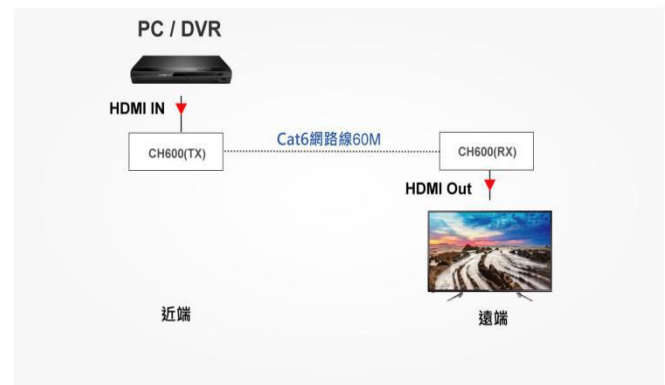 PC / DVR
HDMI IN
CH600(TX)
Cat6網路線60M
CH600(RX)
HDMI Out
近端
遠端